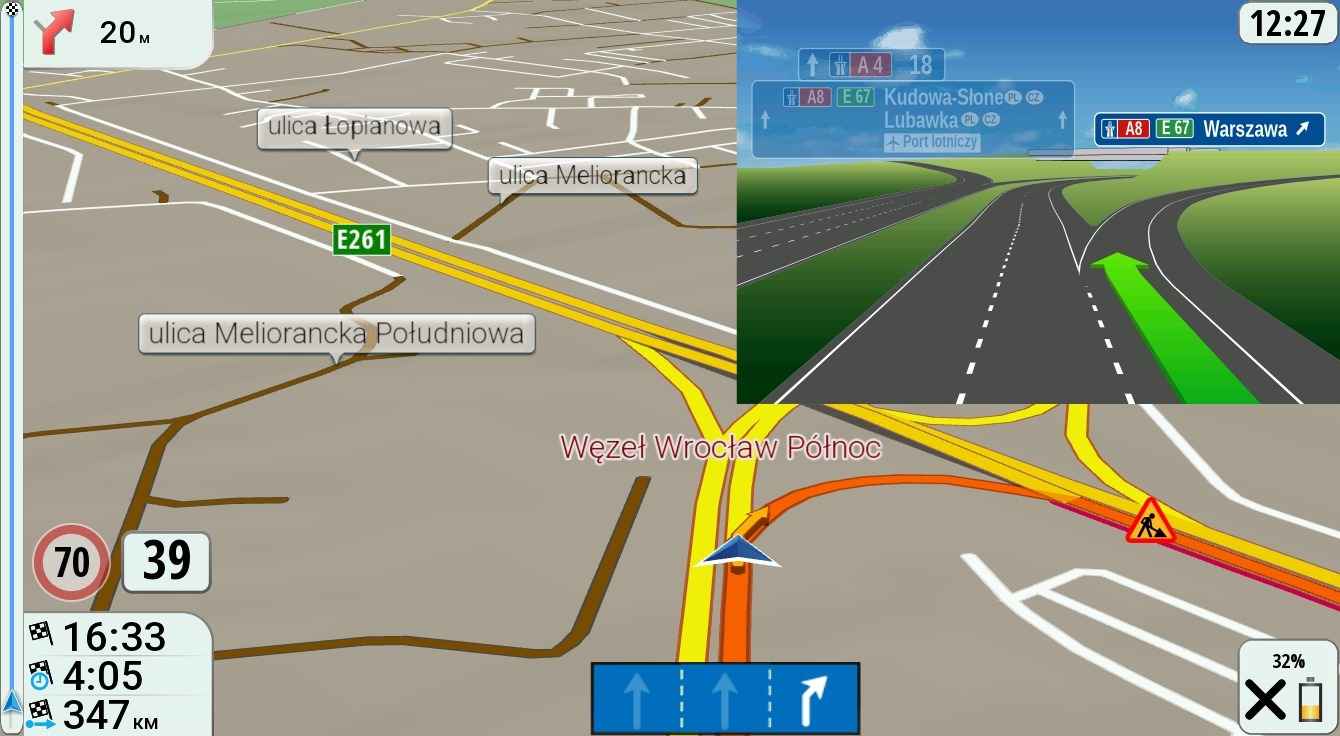 20 м
12:27
A 4 18
A8 E 67 Kudowa-Słone PL CZ
Lubawka PL CZ
Port lotniczy
A8 E 67 Warszawa
ulica Łopianowa
ulica Meliorancka
E261
ulica Meliorancka Południowa
Węzeł Wrocław Północ
70 39
16:33
4:05
347 км
32%